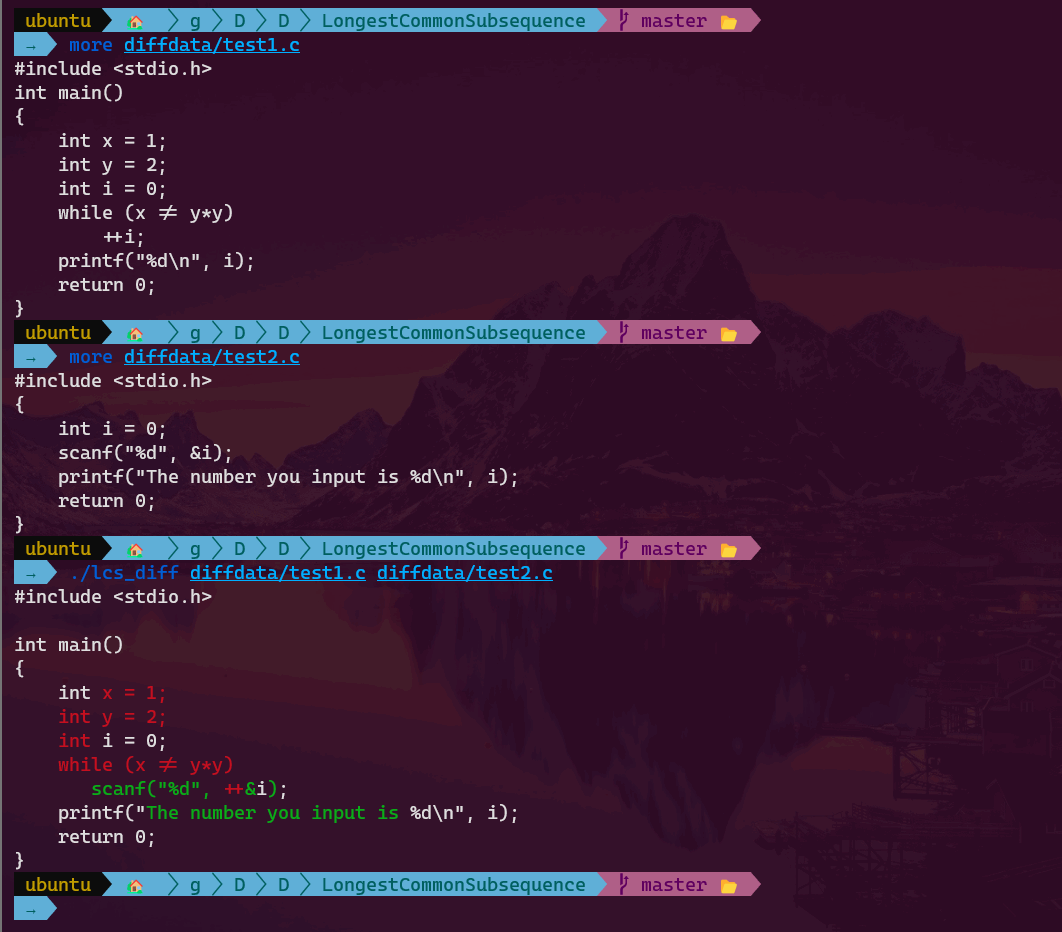 ubuntu g D D LongestCommonSubsequence master
→ more diffdata/test1.c
#include <stdio.h>
int main()
{
    int x = 1;
    int y = 2;
    int i = 0;
    while (x != y*y)
        ++i;
    printf("%d\n", i);
    return 0;
}
ubuntu g D D LongestCommonSubsequence master
→ more diffdata/test2.c
#include <stdio.h>
{
    int i = 0;
    scanf("%d", &i);
    printf("The number you input is %d\n", i);
    return 0;
}
ubuntu g D D LongestCommonSubsequence master
→ ./lcs_diff diffdata/test1.c diffdata/test2.c
#include <stdio.h>

int main()
{
    int x = 1;
    int y = 2;
    int i = 0;
    while (x != y*y)
       scanf("%d", ++&i);
    printf("The number you input is %d\n", i);
    return 0;
}
ubuntu g D D LongestCommonSubsequence master
→